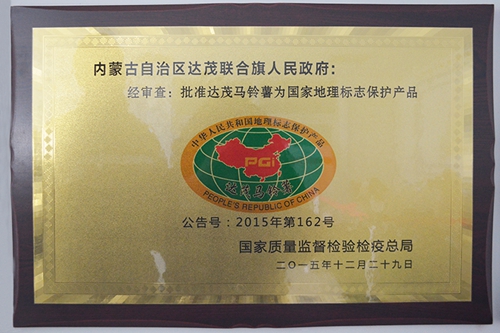 内蒙古自治区达茂联合旗人民政府：
经审查：批准达茂马铃薯为国家地理标志保护产品
中华人民共和国地理标志保护产品
PGI
达茂马铃薯
PEOPLE'S REPUBLIC OF CHINA
公告号：2015年第162号
国家质量监督检验检疫总局
二〇一五年十二月二十九日